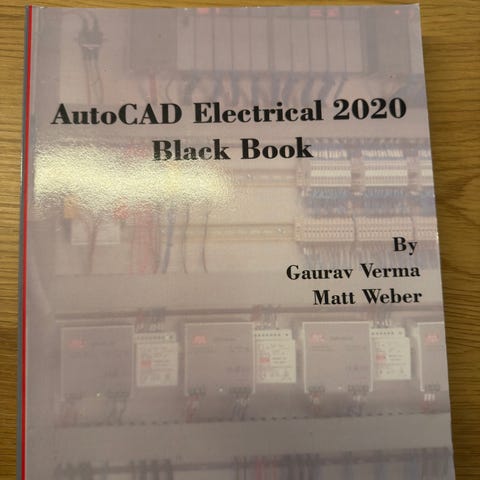 AutoCAD Electrical 2020
Black Book
By
Gaurav Verma
Matt Weber